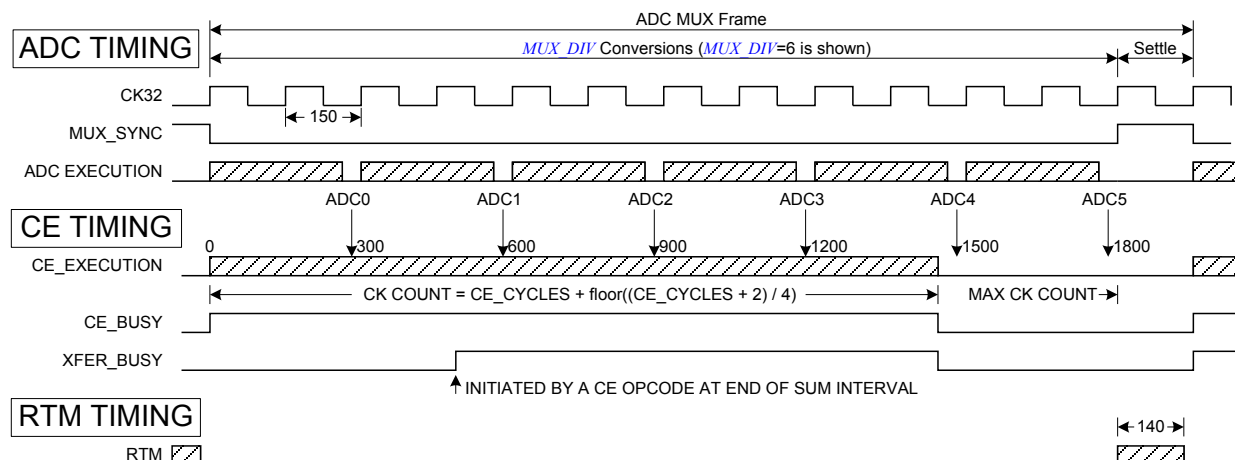 ADC MUX Frame
ADC TIMING
MUX_DIV Conversions (MUX_DIV=6 is shown)
Settle
CK32
150
MUX_SYNC
ADC EXECUTION
ADC0 ADC1 ADC2 ADC3 ADC4 ADC5
CE TIMING
0 300 600 900 1200 1500 1800
CE_EXECUTION
CK COUNT = CE_CYCLES + floor((CE_CYCLES + 2) / 4)
MAX CK COUNT
CE_BUSY
XFER_BUSY
INITIATED BY A CE OPCODE AT END OF SUM INTERVAL
RTM TIMING
140
RTM